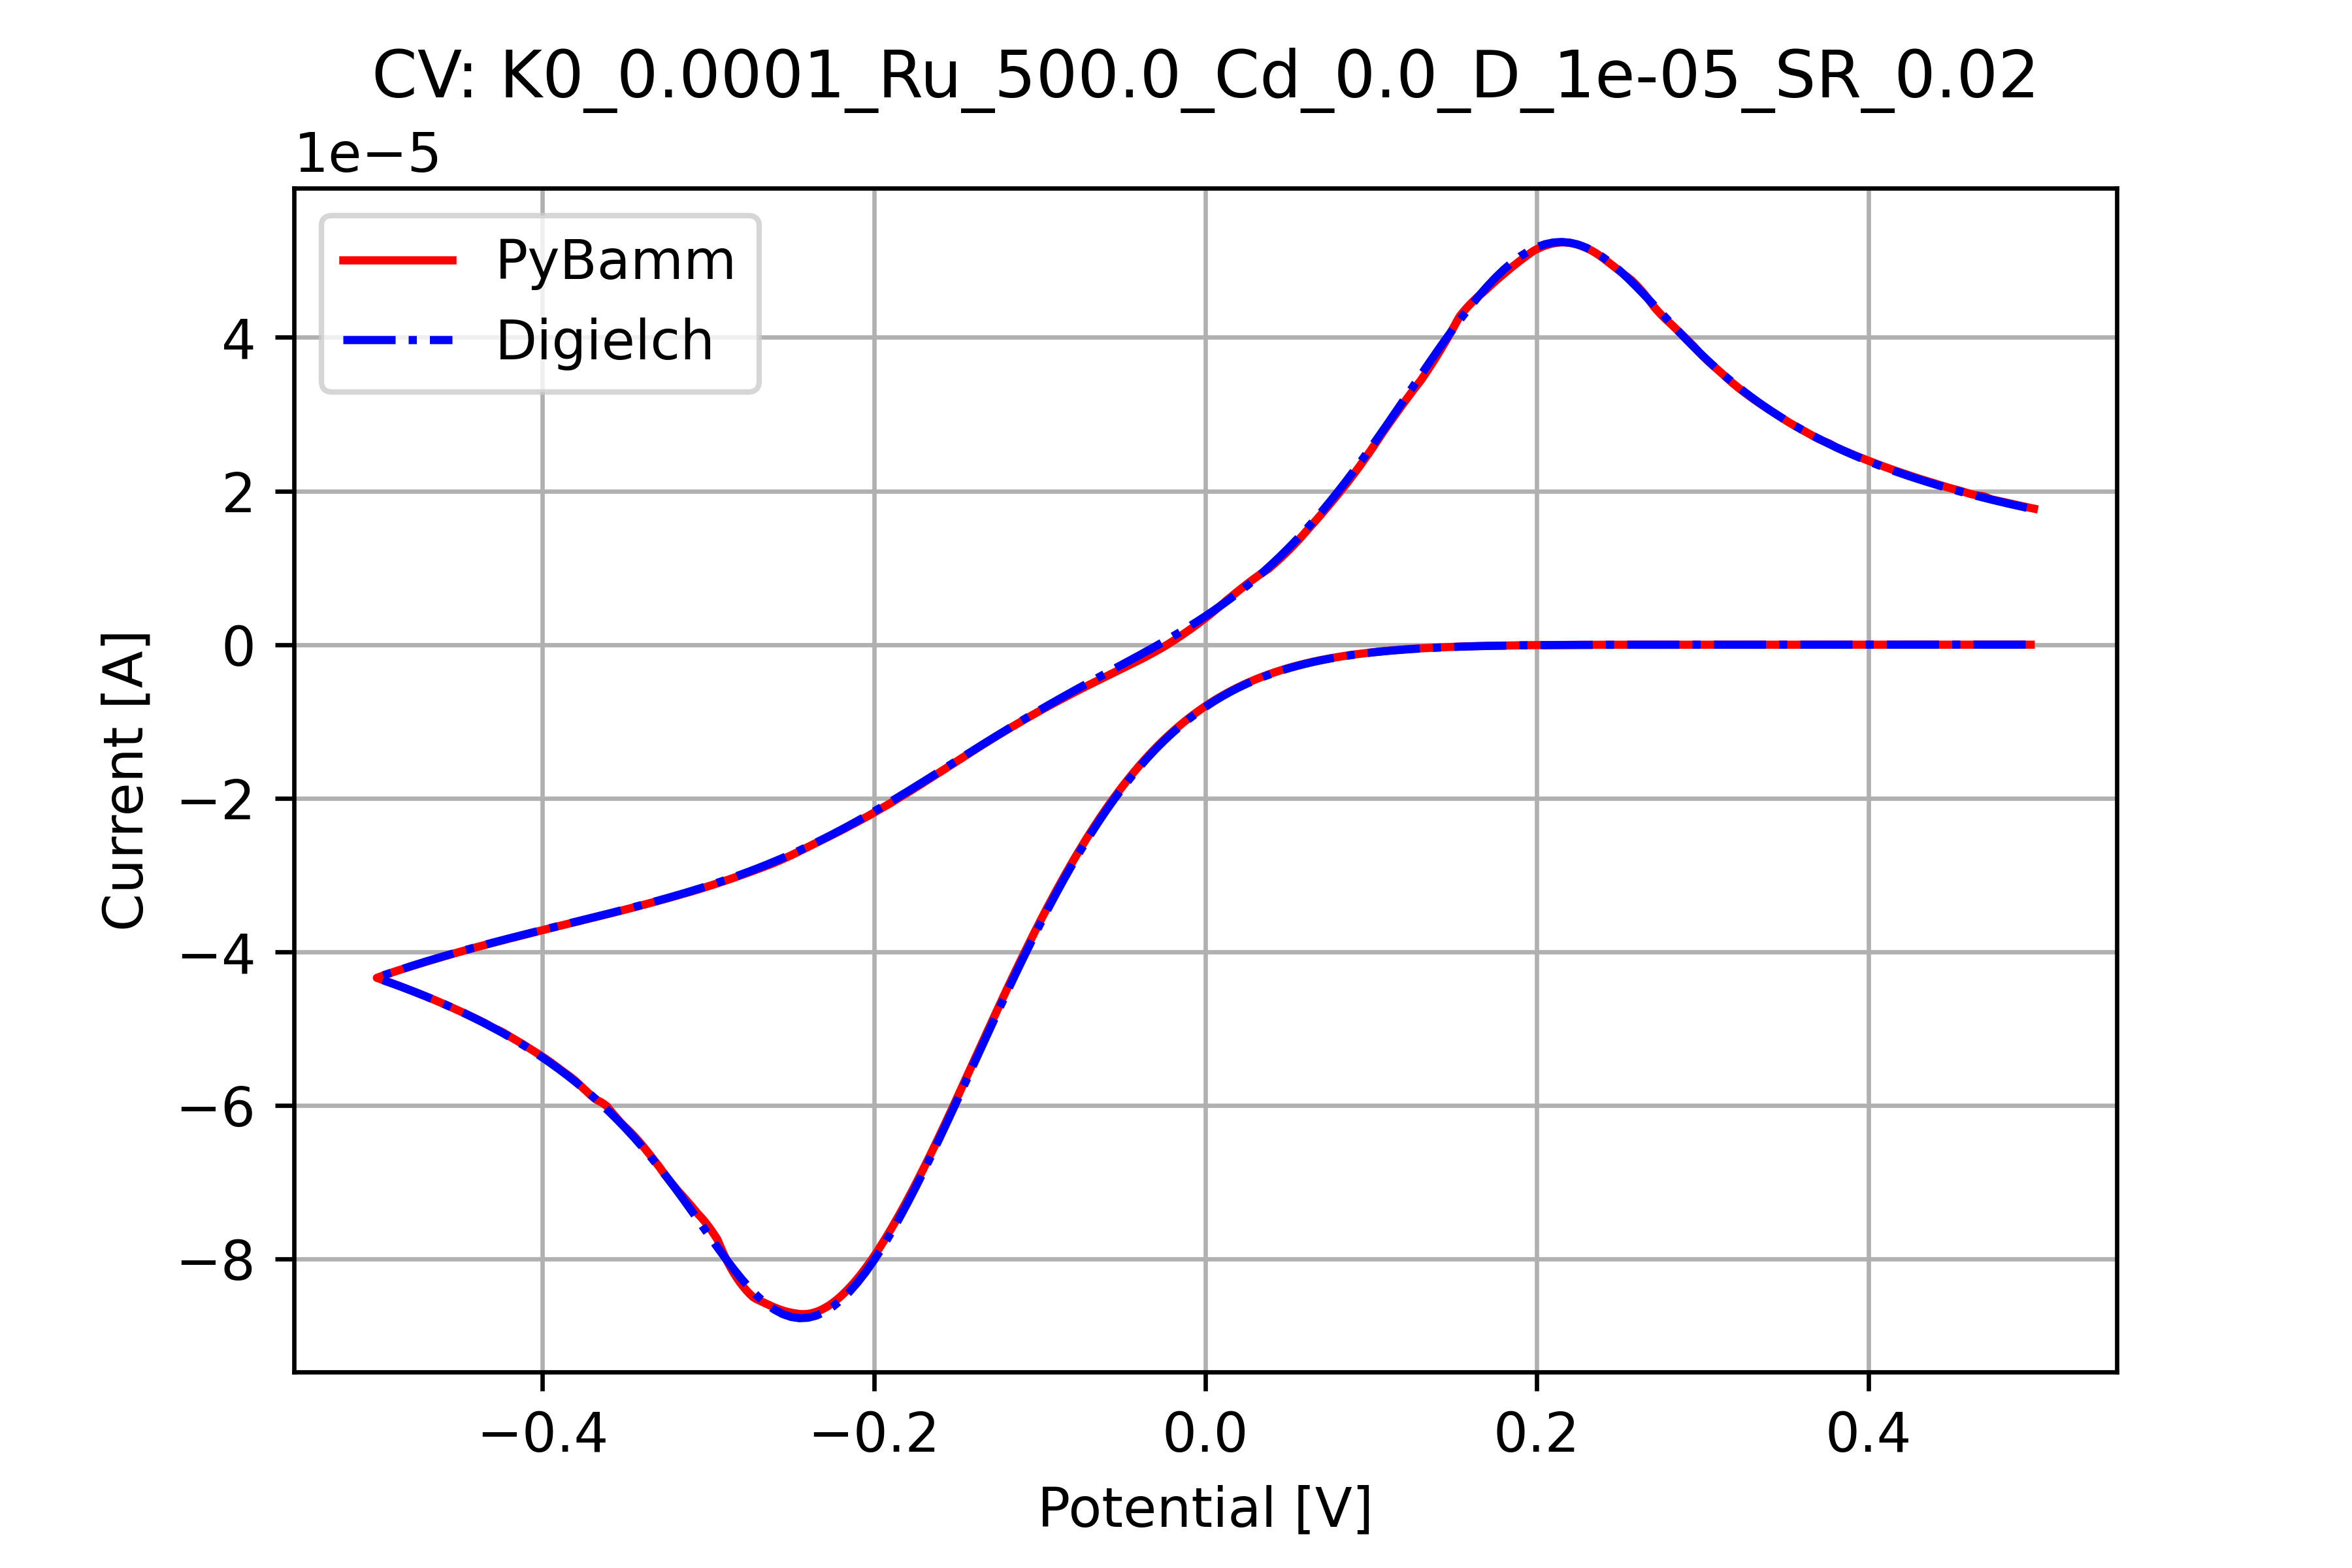 CV: K0_0.0001_Ru_500.0_Cd_0.0_D_1e-05_SR_0.02
1e−5
PyBamm
Digielch
4
2
0
−2
−4
−6
−8
Current [A]
−0.4 −0.2 0.0 0.2 0.4
Potential [V]